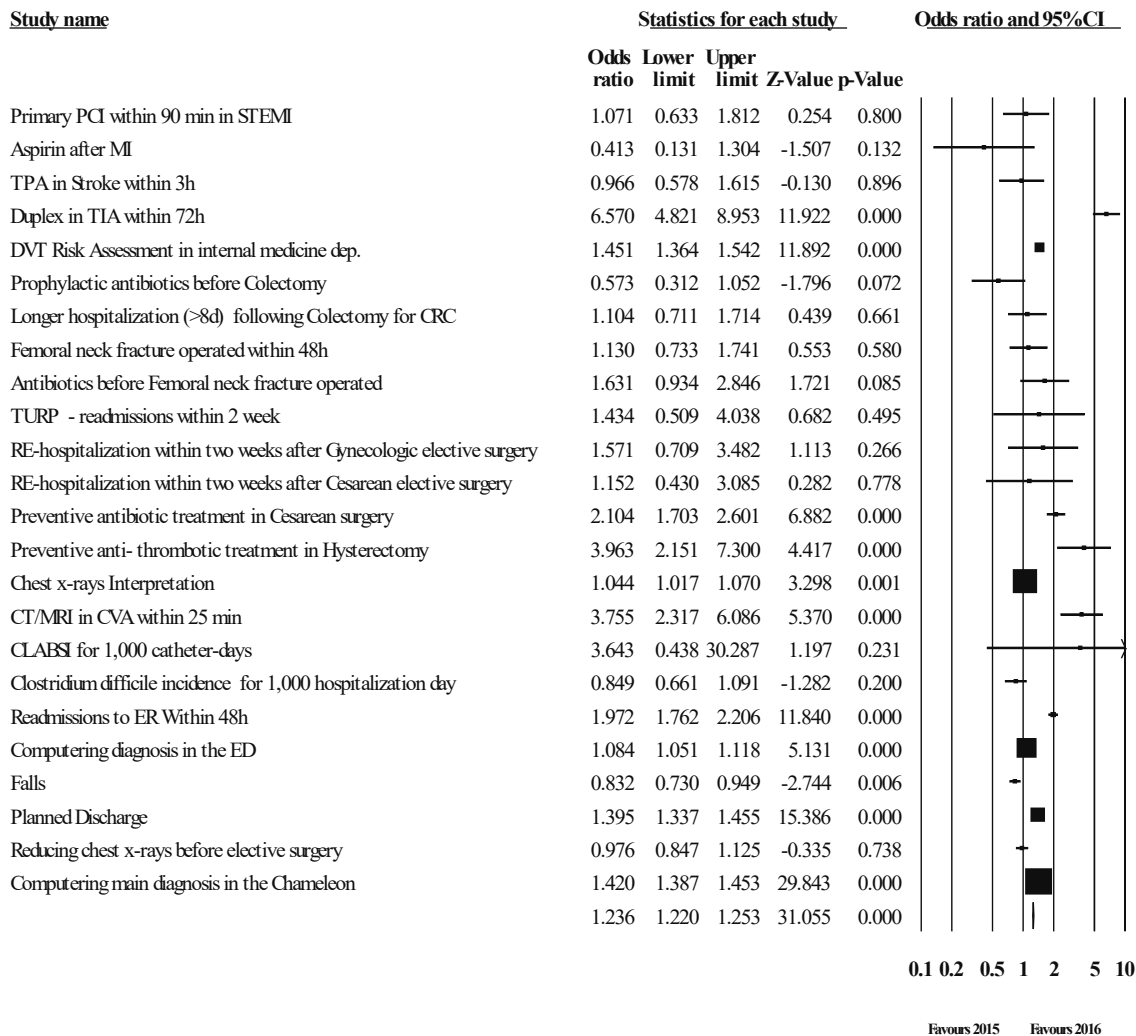 Study name Statistics for each study Odds ratio and 95%CI
Odds Lower Upper
ratio limit limit Z-Value p-Value
Primary PCI within 90 min in STEMI 1.071 0.633 1.812 0.254 0.800
Aspirin after MI 0.413 0.131 1.304 -1.507 0.132
TPA in Stroke within 3h 0.966 0.578 1.615 -0.130 0.896
Duplex in TIA within 72h 6.570 4.821 8.953 11.922 0.000
DVT Risk Assessment in internal medicine dep. 1.451 1.364 1.542 11.892 0.000
Prophylactic antibiotics before Colectomy 0.573 0.312 1.052 -1.796 0.072
Longer hospitalization (>8d) following Colectomy for CRC 1.104 0.711 1.714 0.439 0.661
Femoral neck fracture operated within 48h 1.130 0.733 1.741 0.553 0.580
Antibiotics before Femoral neck fracture operated 1.631 0.934 2.846 1.721 0.085
TURP - readmissions within 2 week 1.434 0.509 4.038 0.682 0.495
RE-hospitalization within two weeks after Gynecologic elective surgery 1.571 0.709 3.482 1.113 0.266
RE-hospitalization within two weeks after Cesarean elective surgery 1.152 0.430 3.085 0.282 0.778
Preventive antibiotic treatment in Cesarean surgery 2.104 1.703 2.601 6.882 0.000
Preventive anti- thrombotic treatment in Hysterectomy 3.963 2.151 7.300 4.417 0.000
Chest x-rays Interpretation 1.044 1.017 1.070 3.298 0.001
CT/MRI in CVA within 25 min 3.755 2.317 6.086 5.370 0.000
CLABSI for 1,000 catheter-days 3.643 0.438 30.287 1.197 0.231
Clostridium difficile incidence for 1,000 hospitalization day 0.849 0.661 1.091 -1.282 0.200
Readmissions to ER Within 48h 1.972 1.762 2.206 11.840 0.000
Computering diagnosis in the ED 1.084 1.051 1.118 5.131 0.000
Falls 0.832 0.730 0.949 -2.744 0.006
Planned Discharge 1.395 1.337 1.455 15.386 0.000
Reducing chest x-rays before elective surgery 0.976 0.847 1.125 -0.335 0.738
Computering main diagnosis in the Chameleon 1.420 1.387 1.453 29.843 0.000
1.236 1.220 1.253 31.055 0.000
0.1 0.2 0.5 1 2 5 10
Favours 2015 Favours 2016